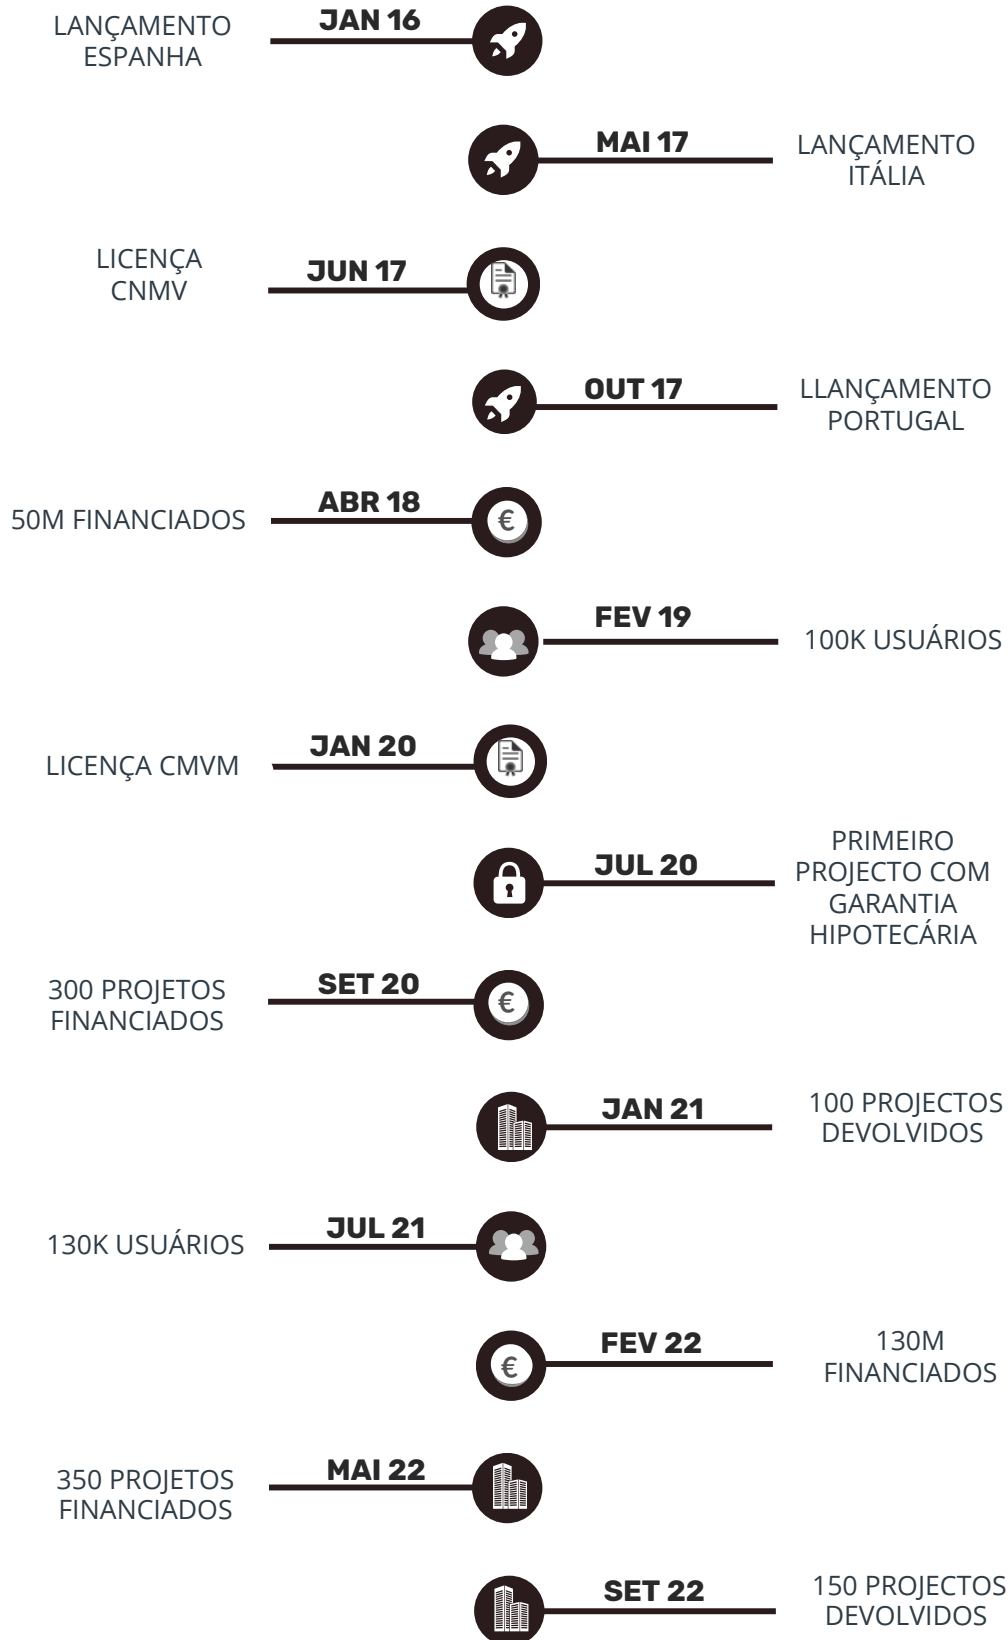 JAN 16
LANÇAMENTO
ESPANHA
MAI 17
LANÇAMENTO
ITÁLIA
LICENÇA
CNMV
JUN 17
OUT 17
LLANÇAMENTO
PORTUGAL
ABR 18
50M FINANCIADOS
€
FEV 19
100K USUÁRIOS
JAN 20
LICENÇA CMVM
JUL 20
PRIMEIRO
PROJECTO COM
GARANTIA
HIPOTECÁRIA
SET 20
300 PROJETOS
FINANCIADOS
€
JAN 21
100 PROJECTOS
DEVOLVIDOS
JUL 21
130K USUÁRIOS
FEV 22
130M
FINANCIADOS
€
MAI 22
350 PROJETOS
FINANCIADOS
SET 22
150 PROJECTOS
DEVOLVIDOS